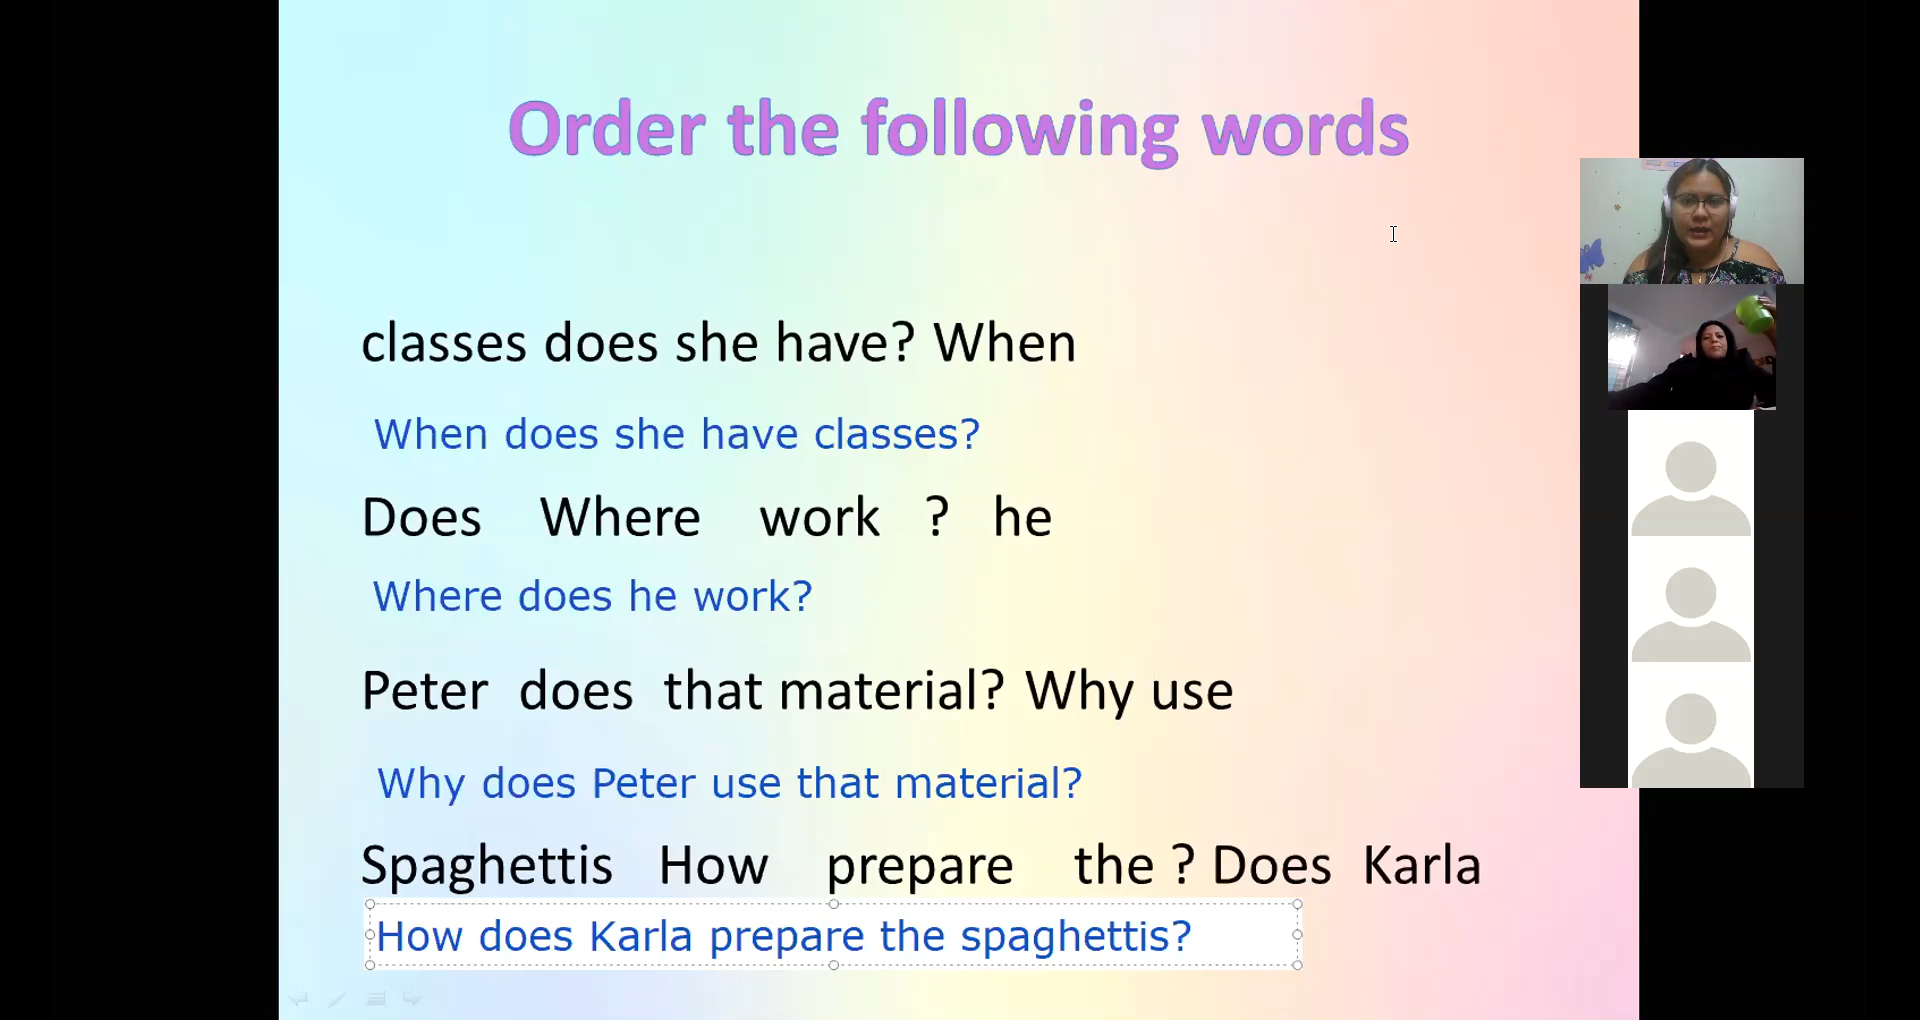 Order the following words
classes does she have? When
When does she have classes?
Does Where work ? he
Where does he work?
Peter does that material? Why use
Why does Peter use that material?
Spaghettis How prepare the ? Does Karla
How does Karla prepare the spaghettis?